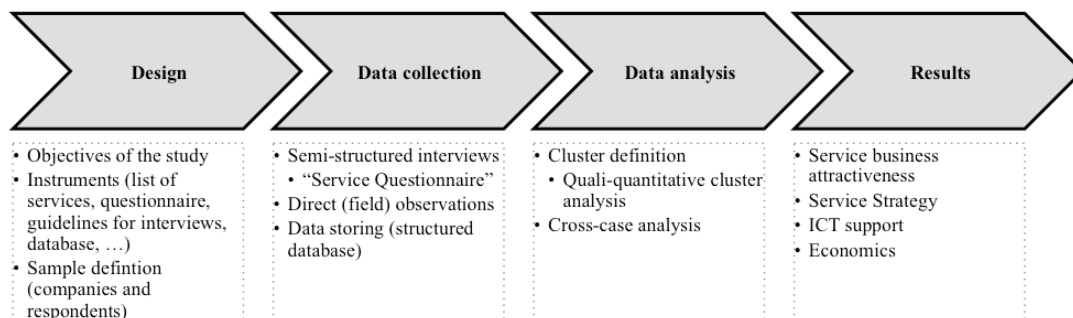 Design
Data collection
Data analysis
Results
• Objectives of the study
• Instruments (list of
services, questionnaire,
guidelines for interviews,
database, …)
• Sample defintion
(companies and
respondents)
• Semi-structured interviews
• “Service Questionnaire”
• Direct (field) observations
• Data storing (structured
database)
• Cluster definition
• Quali-quantitative cluster
analysis
• Cross-case analysis
• Service business
attractiveness
• Service Strategy
• ICT support
• Economics